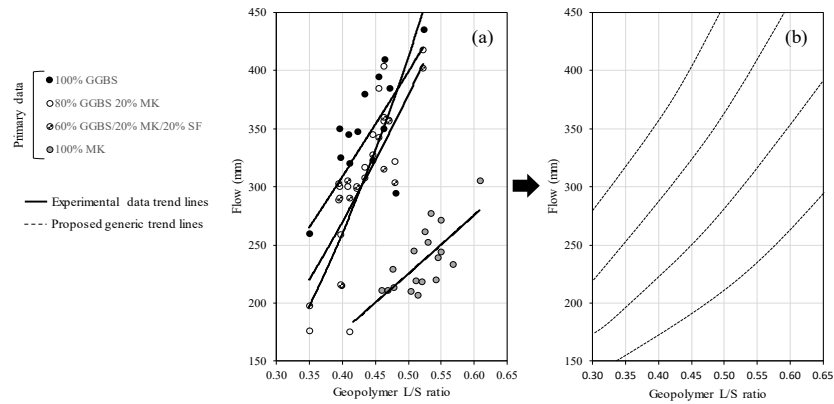 Primary data
100% GGBS
80% GGBS 20% MK
60% GGBS/20% MK/20% SF
100% MK
Experimental data trend lines
Proposed generic trend lines
(a)
Flow (mm)
450
400
350
300
250
200
150
0.30 0.35 0.40 0.45 0.50 0.55 0.60 0.65
Geopolymer L/S ratio
(b)
Flow (mm)
450
400
350
300
250
200
150
0.30 0.35 0.40 0.45 0.50 0.55 0.60 0.65
Geopolymer L/S ratio